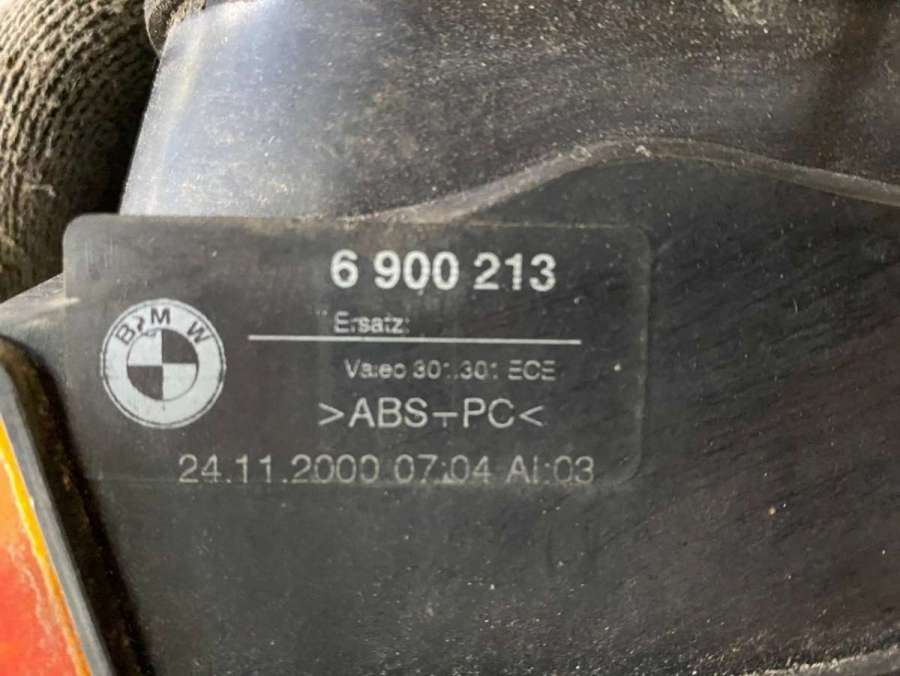 6 900 213
BMW
Ersatz:
Valeo 301.301 ECE
>ABS+PC<
24.11.2000 07:04 AI:03